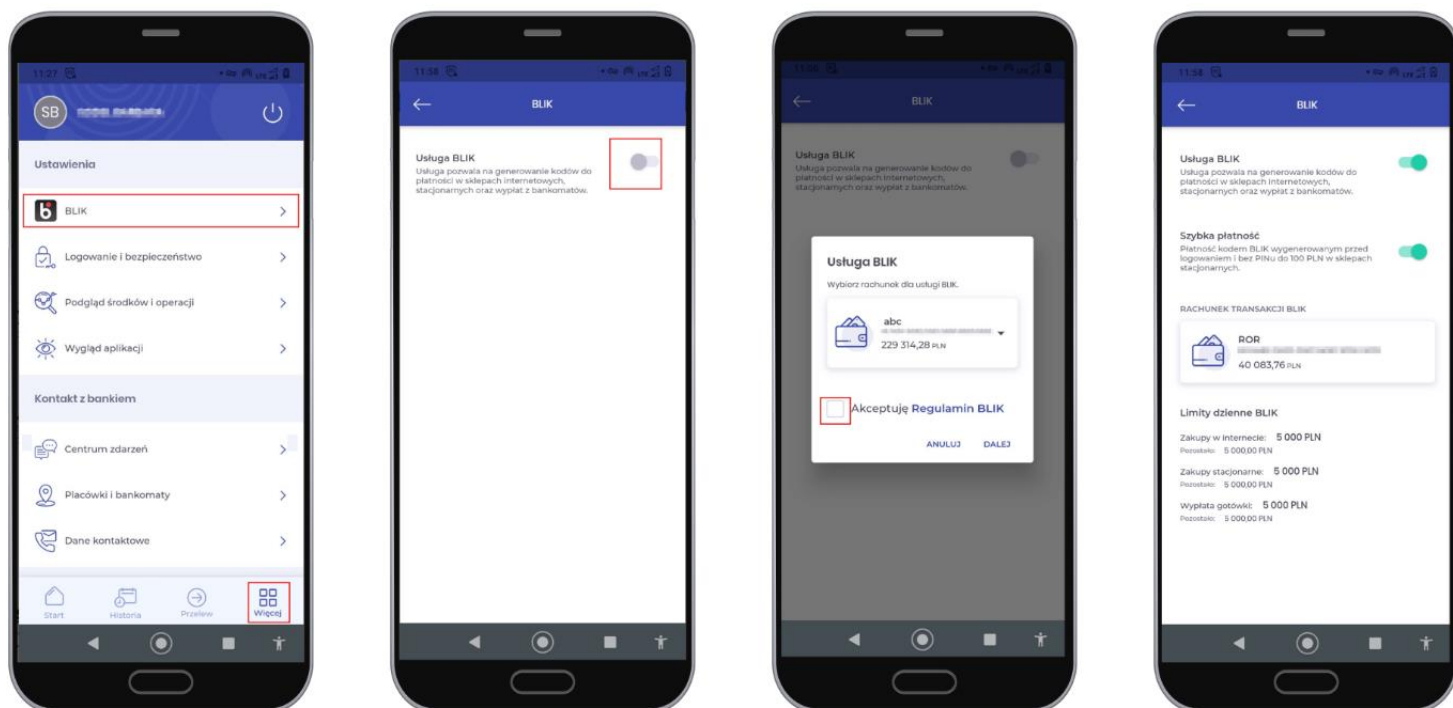 11:27
LTE
SB
Ustawienia
BLIK
Logowanie i bezpieczeństwo
Podgląd środków i operacji
Wygląd aplikacji
Kontakt z bankiem
Centrum zdarzeń
Placówki i bankomaty
Dane kontaktowe
Start
Historia
Przelew
Więcej
11:58
LTE
BLIK
Usługa BLIK
Usługa pozwala na generowanie kodów do
płatności w sklepach internetowych,
stacjonarnych oraz wypłat z bankomatów.
11:58
LTE
BLIK
Usługa BLIK
Usługa pozwala na generowanie kodów do
płatności w sklepach internetowych,
stacjonarnych oraz wypłat z bankomatów.
Usługa BLIK
Wybierz rachunek dla usługi BLIK.
abc
229 314,28 PLN
Akceptuję Regulamin BLIK
ANULUJ DALEJ
11:58
LTE
BLIK
Usługa BLIK
Usługa pozwala na generowanie kodów do
płatności w sklepach internetowych,
stacjonarnych oraz wypłat z bankomatów.
Szybka płatność
Płatność kodem BLIK wygenerowanym przed
logowaniem i bez PINu do 100 PLN w sklepach
stacjonarnych.
RACHUNEK TRANSAKCJI BLIK
ROR
40 083,76 PLN
Limity dzienne BLIK
Zakupy w internecie: 5 000 PLN
Pozostało: 5 000,00 PLN
Zakupy stacjonarne: 5 000 PLN
Pozostało: 5 000,00 PLN
Wypłata gotówki: 5 000 PLN
Pozostało: 5 000,00 PLN